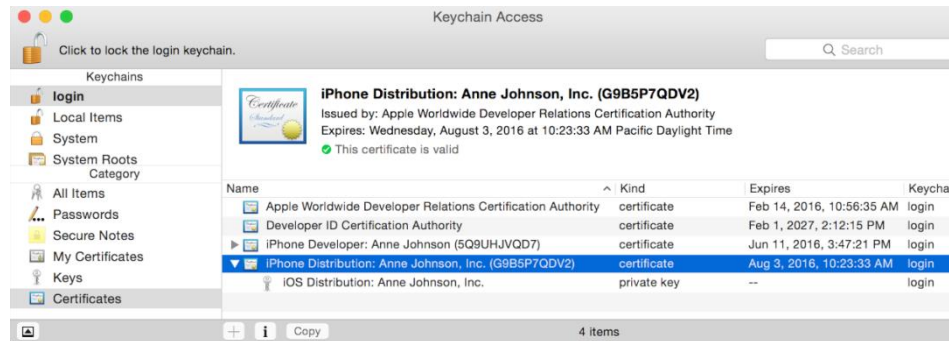 Keychain Access
Click to lock the login keychain.
Search
Keychains
login
Local Items
System
System Roots
Category
All Items
Passwords
Secure Notes
My Certificates
Keys
Certificates
Certificate
Standard
iPhone Distribution: Anne Johnson, Inc. (G9B5P7QDV2)
Issued by: Apple Worldwide Developer Relations Certification Authority
Expires: Wednesday, August 3, 2016 at 10:23:33 AM Pacific Daylight Time
This certificate is valid
Name Kind Expires Keycha
Apple Worldwide Developer Relations Certification Authority certificate Feb 14, 2016, 10:56:35 AM login
Developer ID Certification Authority certificate Feb 1, 2027, 2:12:15 PM login
iPhone Developer: Anne Johnson (5Q9UHJVQD7) certificate Jun 11, 2016, 3:47:21 PM login
iPhone Distribution: Anne Johnson, Inc. (G9B5P7QDV2) certificate Aug 3, 2016, 10:23:33 AM login
iOS Distribution: Anne Johnson, Inc. private key -- login
+ i Copy 4 items